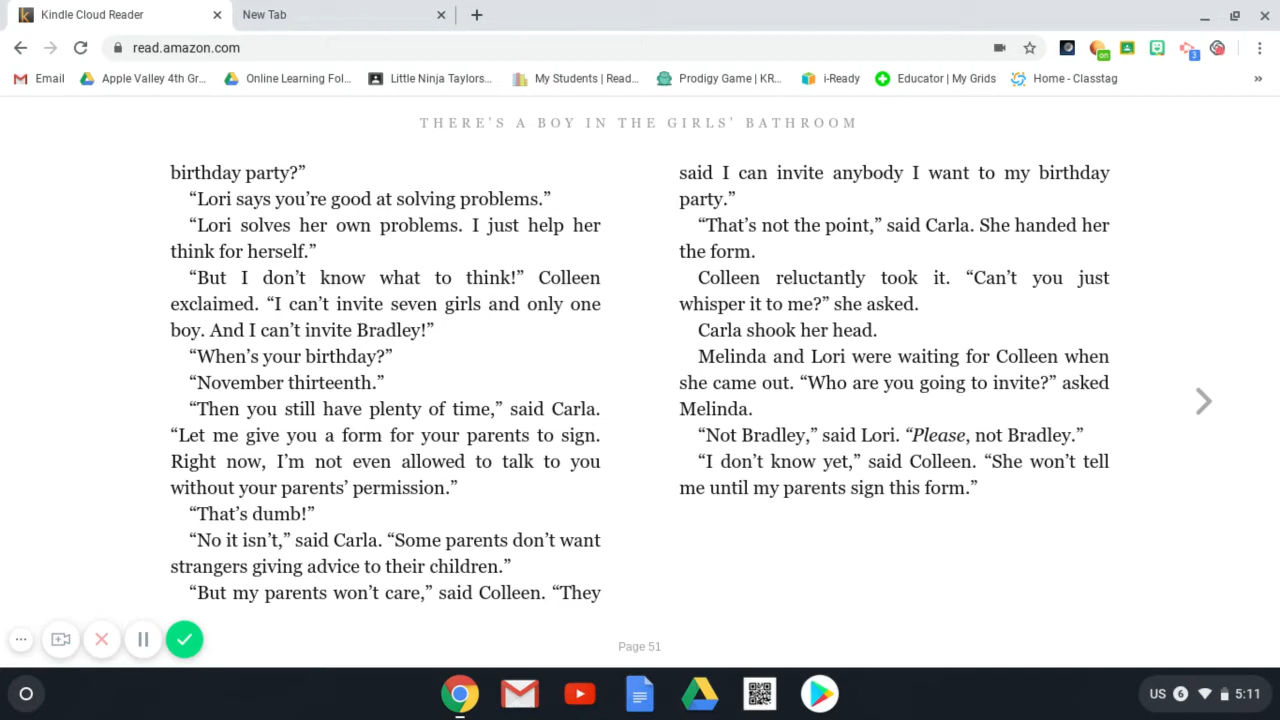 Kindle Cloud Reader
New Tab
read.amazon.com
on
3
Email
Apple Valley 4th Gr...
Online Learning Fol...
Little Ninja Taylors...
My Students | Read...
Prodigy Game | KR...
i-Ready
Educator | My Grids
Home - Classtag
»
THERE'S A BOY IN THE GIRLS' BATHROOM
birthday party?”
“Lori says you’re good at solving problems.”
“Lori solves her own problems. I just help her
think for herself.”
“But I don’t know what to think!” Colleen
exclaimed. “I can’t invite seven girls and only one
boy. And I can’t invite Bradley!”
“When’s your birthday?”
“November thirteenth.”
“Then you still have plenty of time,” said Carla.
“Let me give you a form for your parents to sign.
Right now, I’m not even allowed to talk to you
without your parents’ permission.”
“That’s dumb!”
“No it isn’t,” said Carla. “Some parents don’t want
strangers giving advice to their children.”
“But my parents won’t care,” said Colleen. “They
said I can invite anybody I want to my birthday
party.”
“That’s not the point,” said Carla. She handed her
the form.
Colleen reluctantly took it. “Can’t you just
whisper it to me?” she asked.
Carla shook her head.
Melinda and Lori were waiting for Colleen when
she came out. “Who are you going to invite?” asked
Melinda.
“Not Bradley,” said Lori. “Please, not Bradley.”
“I don’t know yet,” said Colleen. “She won’t tell
me until my parents sign this form.”
Page 51
US 6 5:11